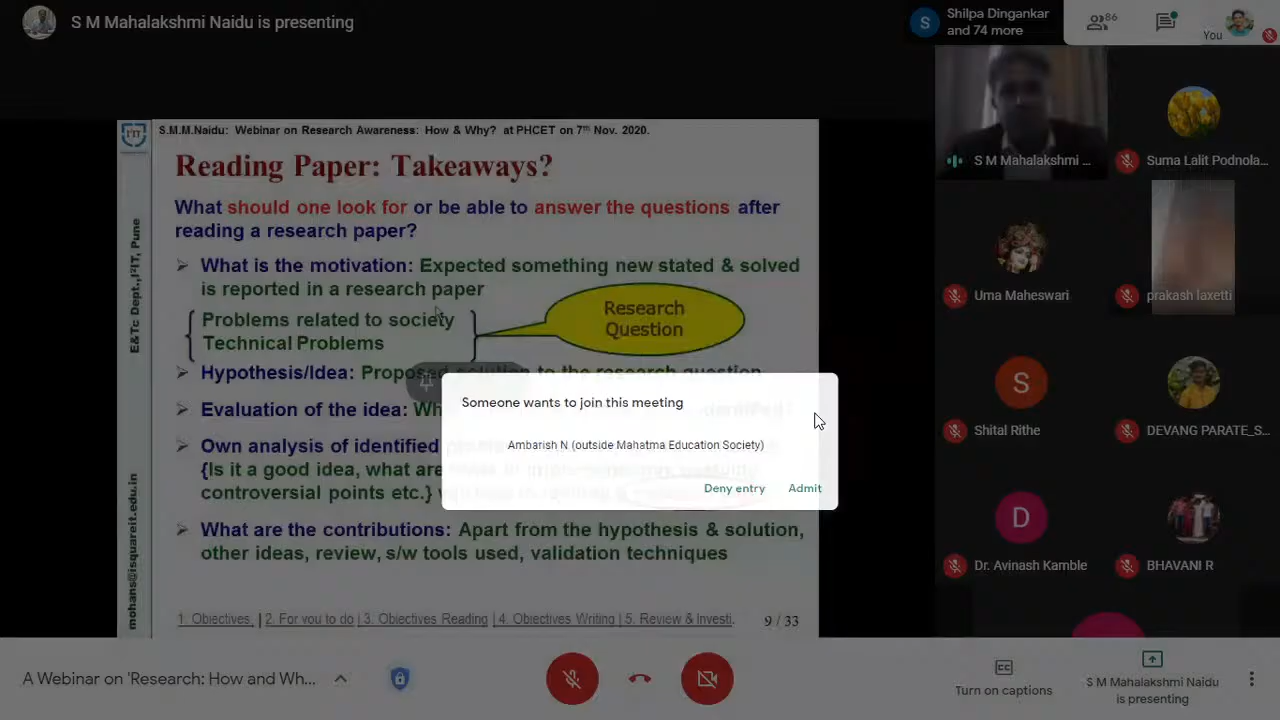 S M Mahalakshmi Naidu is presenting
Shilpa Dingankar
and 74 more
86
You
S.M.M.Naidu: Webinar on Research Awareness: How & Why? at PHCET on 7th Nov. 2020.
Reading Paper: Takeaways?
What should one look for or be able to answer the questions after
reading a research paper?
What is the motivation: Expected something new stated & solved
is reported in a research paper
Problems related to society
Technical Problems
Research
Question
Hypothesis/Idea: Proposed solution to the research question
Evaluation of the idea:
Own analysis of identified
{Is it a good idea, what are
controversial points etc.}
What are the contributions: Apart from the hypothesis & solution,
other ideas, review, s/w tools used, validation techniques
1. Objectives. | 2. For you to do | 3. Objectives Reading | 4. Objectives Writing | 5. Review & Investi.
9 / 33
E&Tc Dept.,I²IT, Pune
mohans@isquareit.edu.in
Someone wants to join this meeting
Ambarish N (outside Mahatma Education Society)
Deny entry
Admit
S M Mahalakshmi ...
Suma Lalit Podnola...
Uma Maheswari
prakash laxetti
S
S
Shital Rithe
DEVANG PARATE_S...
D
Dr. Avinash Kamble
BHAVANI R
A Webinar on 'Research: How and Wh...
Turn on captions
S M Mahalakshmi Naidu
is presenting